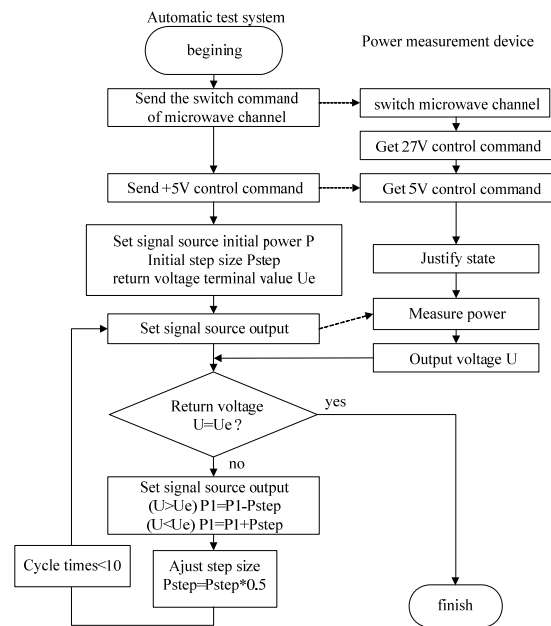 Automatic test system
begining
Power measurement device
Send the switch command
of microwave channel
switch microwave channel
Get 27V control command
Send +5V control command
Get 5V control command
Set signal source initial power P
Initial step size Pstep
return voltage terminal value Ue
Justify state
Set signal source output
Measure power
Output voltage U
Return voltage
U=Ue ?
yes
no
Set signal source output
(U>Ue) P1=P1-Pstep
(U<Ue) P1=P1+Pstep
Cycle times<10
Ajust step size
Pstep=Pstep*0.5
finish